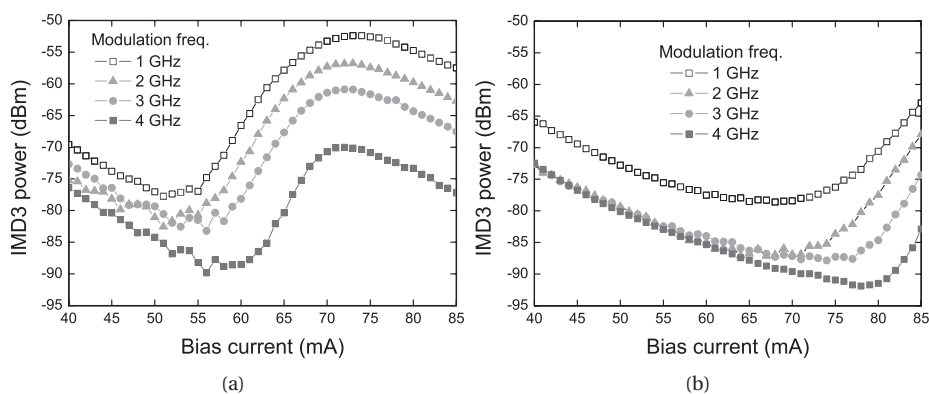 -50
-55
-60
-65
-70
-75
-80
-85
-90
-95
IMD3 power (dBm)
Modulation freq.
1 GHz
2 GHz
3 GHz
4 GHz
40 45 50 55 60 65 70 75 80 85
Bias current (mA)
(a)
-50
-55
-60
-65
-70
-75
-80
-85
-90
-95
IMD3 power (dBm)
Modulation freq.
1 GHz
2 GHz
3 GHz
4 GHz
40 45 50 55 60 65 70 75 80 85
Bias current (mA)
(b)